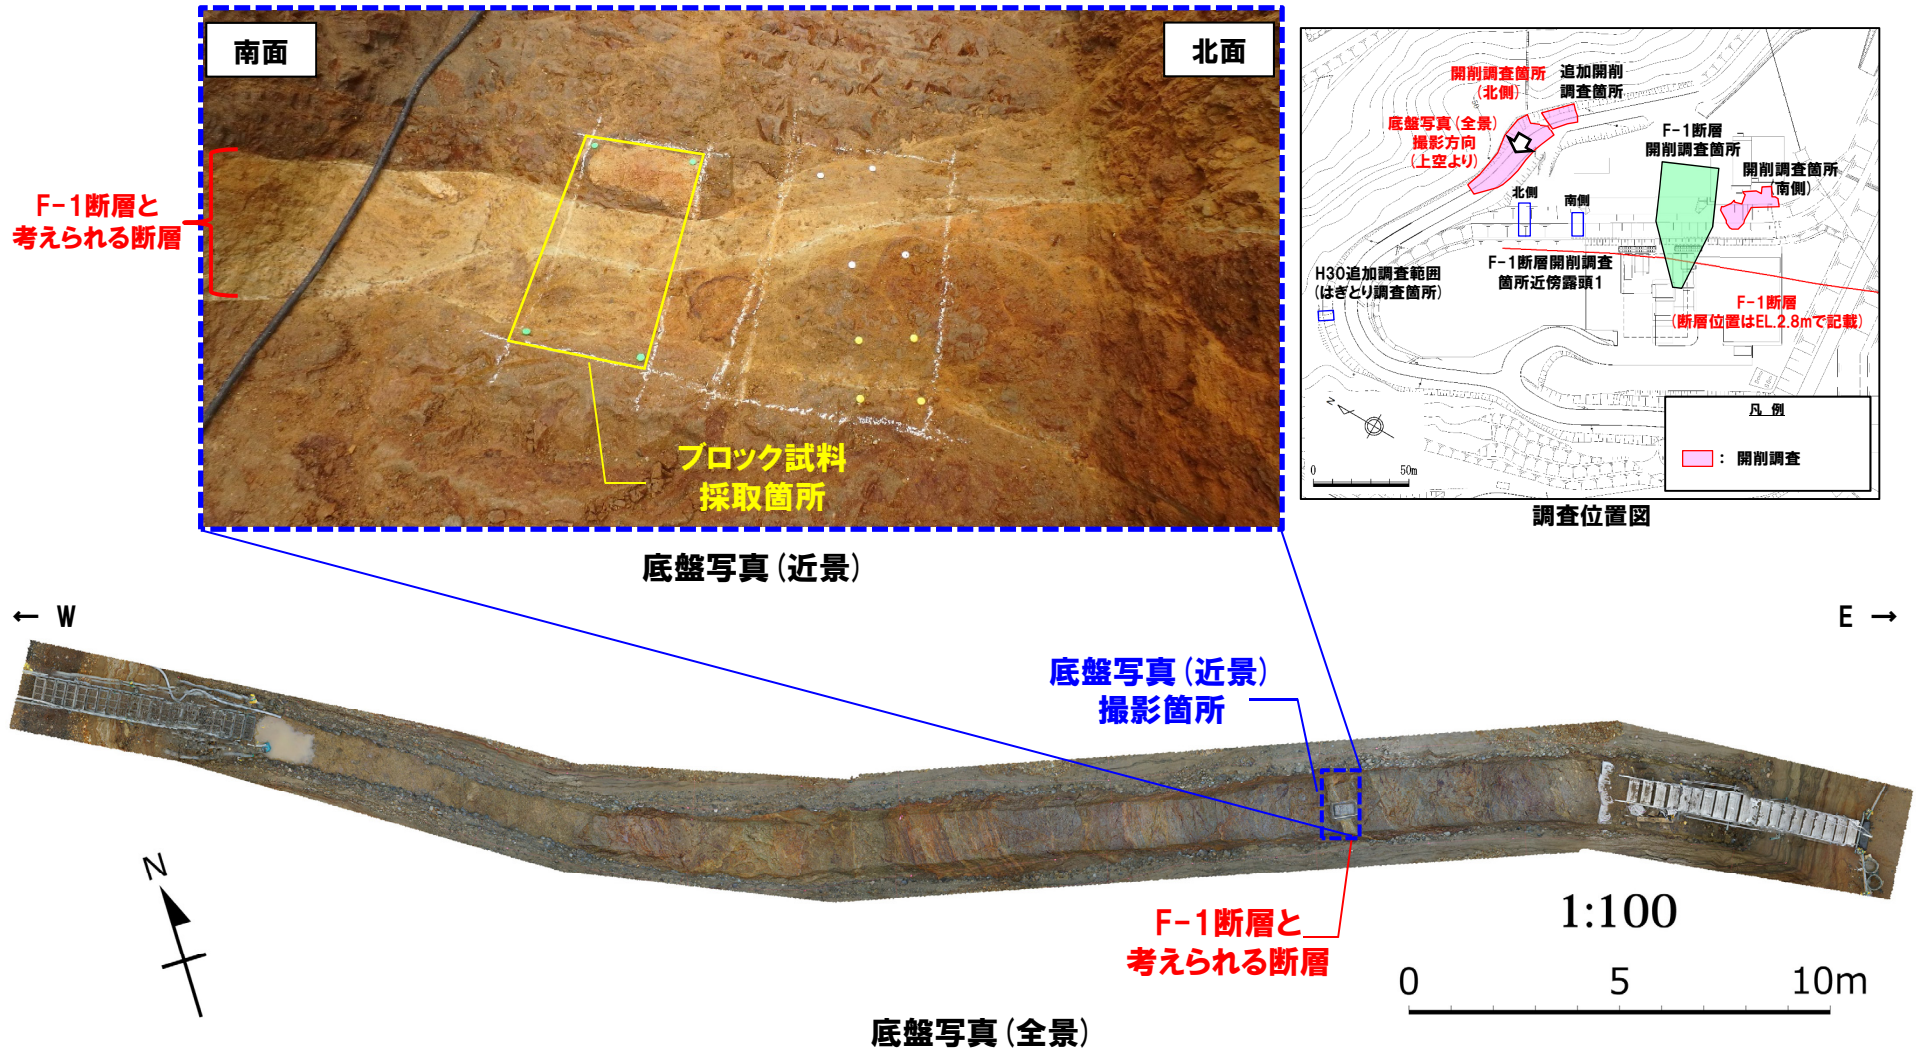 南面
北面
F-1断層と
考えられる断層
ブロック試料
採取箇所
底盤写真(近景)
開削調査箇所
(北側)
追加開削
調査箇所
底盤写真(全景)
撮影方向
(上空より)
F-1断層
開削調査箇所
開削調査箇所
(南側)
北側
南側
H30追加調査範囲
(はぎとり調査箇所)
F-1断層開削調査
箇所近傍露頭1
F-1断層
(断層位置はEL.2.8mで記載)
N
0
50m
凡 例
: 開削調査
調査位置図
← W
E →
底盤写真(近景)
撮影箇所
F-1断層と
考えられる断層
N
1:100
0
5
10m
底盤写真(全景)